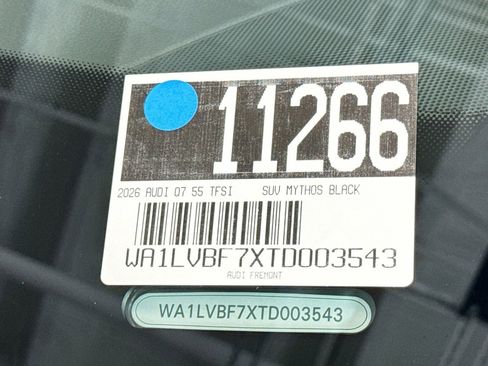 11266
2026 AUDI Q7 55 TFSI SUV MYTHOS BLACK
WA1LVBF7XTD003543
AUDI FREMONT
WA1LVBF7XTD003543